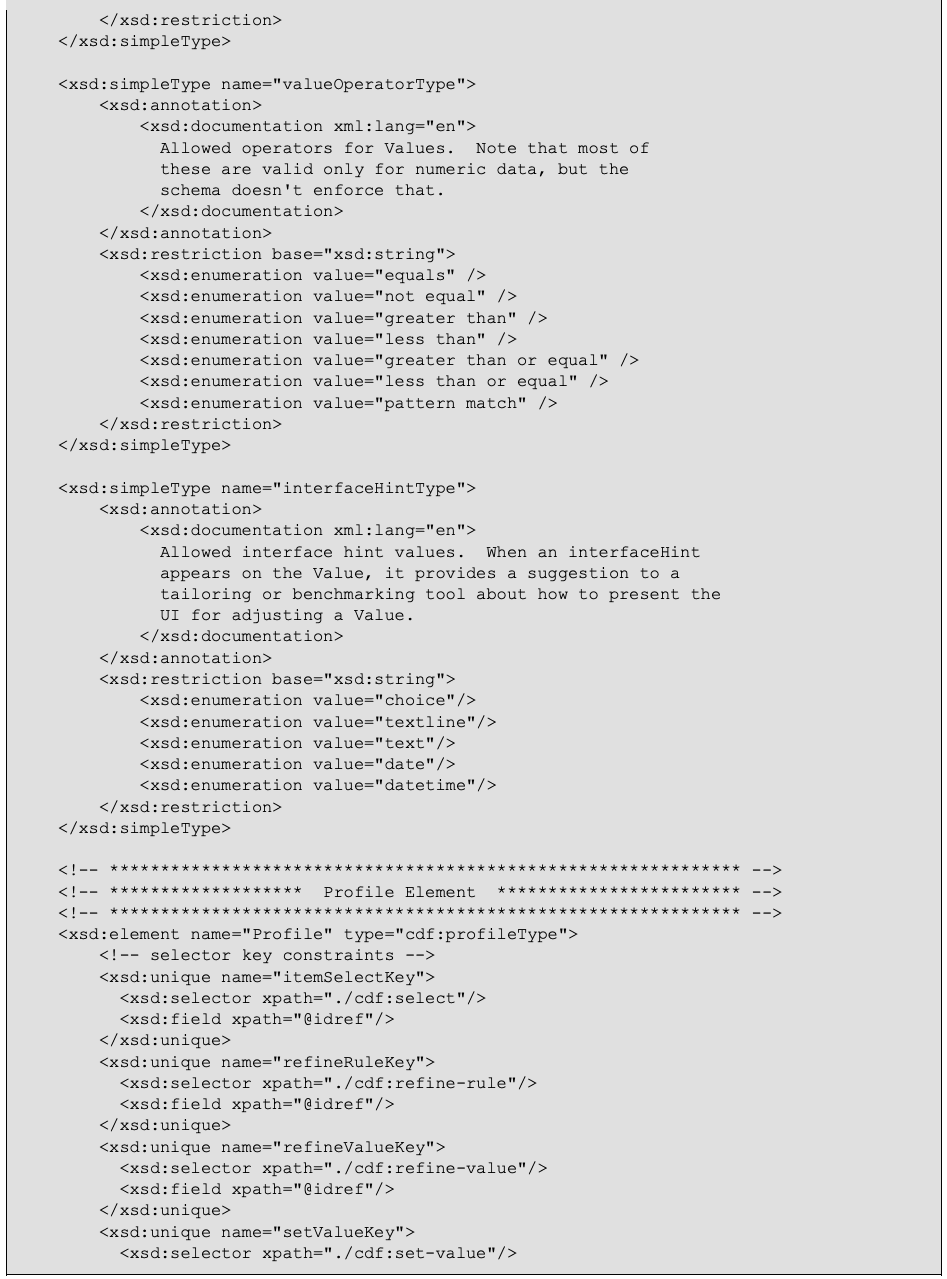 </xsd:restriction>
    </xsd:simpleType>

    <xsd:simpleType name="valueOperatorType">
        <xsd:annotation>
            <xsd:documentation xml:lang="en">
              Allowed operators for Values.  Note that most of
              these are valid only for numeric data, but the
              schema doesn't enforce that.
            </xsd:documentation>
        </xsd:annotation>
        <xsd:restriction base="xsd:string">
            <xsd:enumeration value="equals" />
            <xsd:enumeration value="not equal" />
            <xsd:enumeration value="greater than" />
            <xsd:enumeration value="less than" />
            <xsd:enumeration value="greater than or equal" />
            <xsd:enumeration value="less than or equal" />
            <xsd:enumeration value="pattern match" />
        </xsd:restriction>
    </xsd:simpleType>

    <xsd:simpleType name="interfaceHintType">
        <xsd:annotation>
            <xsd:documentation xml:lang="en">
              Allowed interface hint values.  When an interfaceHint
              appears on the Value, it provides a suggestion to a
              tailoring or benchmarking tool about how to present the
              UI for adjusting a Value.
            </xsd:documentation>
        </xsd:annotation>
        <xsd:restriction base="xsd:string">
            <xsd:enumeration value="choice"/>
            <xsd:enumeration value="textline"/>
            <xsd:enumeration value="text"/>
            <xsd:enumeration value="date"/>
            <xsd:enumeration value="datetime"/>
        </xsd:restriction>
    </xsd:simpleType>

    <!-- ************************************************************** -->
    <!-- *******************  Profile Element  ************************ -->
    <!-- ************************************************************** -->
    <xsd:element name="Profile" type="cdf:profileType">
        <!-- selector key constraints -->
        <xsd:unique name="itemSelectKey">
          <xsd:selector xpath="./cdf:select"/>
          <xsd:field xpath="@idref"/>
        </xsd:unique>
        <xsd:unique name="refineRuleKey">
          <xsd:selector xpath="./cdf:refine-rule"/>
          <xsd:field xpath="@idref"/>
        </xsd:unique>
        <xsd:unique name="refineValueKey">
          <xsd:selector xpath="./cdf:refine-value"/>
          <xsd:field xpath="@idref"/>
        </xsd:unique>
        <xsd:unique name="setValueKey">
          <xsd:selector xpath="./cdf:set-value"/>